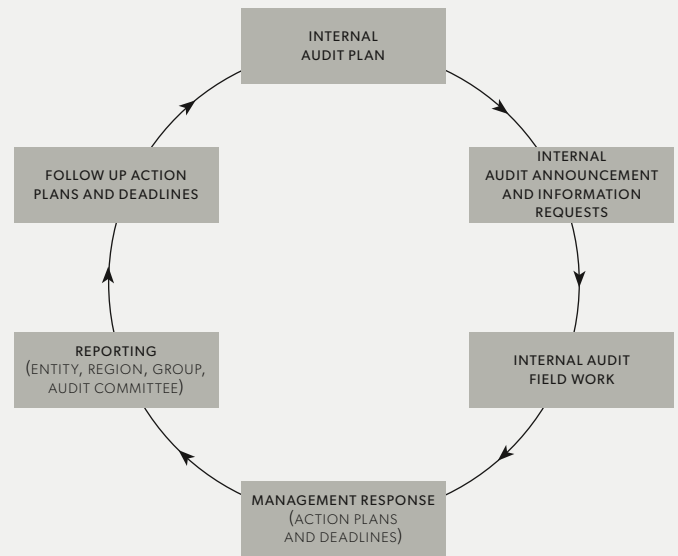 INTERNAL
AUDIT PLAN
INTERNAL
AUDIT ANNOUNCEMENT
AND INFORMATION
REQUESTS
INTERNAL AUDIT
FIELD WORK
MANAGEMENT RESPONSE
(ACTION PLANS
AND DEADLINES)
REPORTING
(ENTITY, REGION, GROUP,
AUDIT COMMITTEE)
FOLLOW UP ACTION
PLANS AND DEADLINES